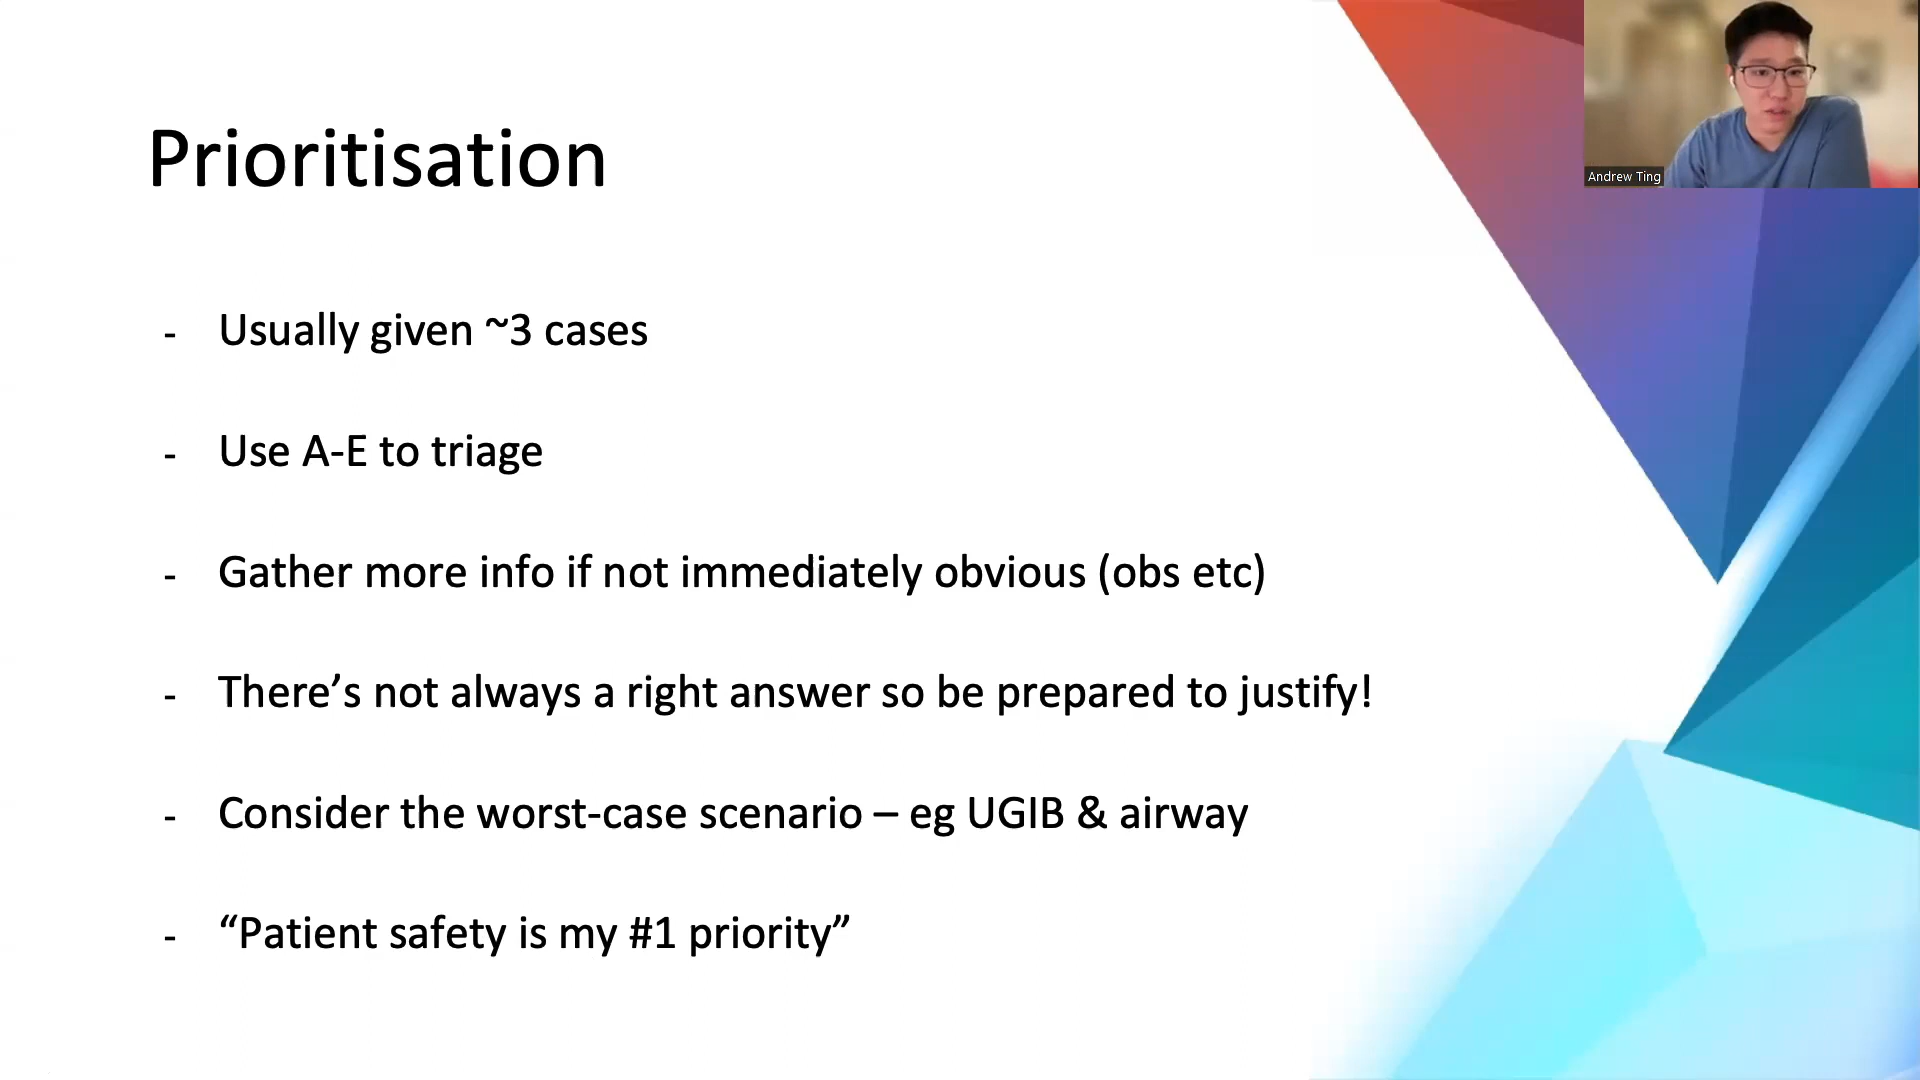 Prioritisation
- Usually given ~3 cases
- Use A-E to triage
- Gather more info if not immediately obvious (obs etc)
- There’s not always a right answer so be prepared to justify!
- Consider the worst-case scenario – eg UGIB & airway
- “Patient safety is my #1 priority”
Andrew Ting